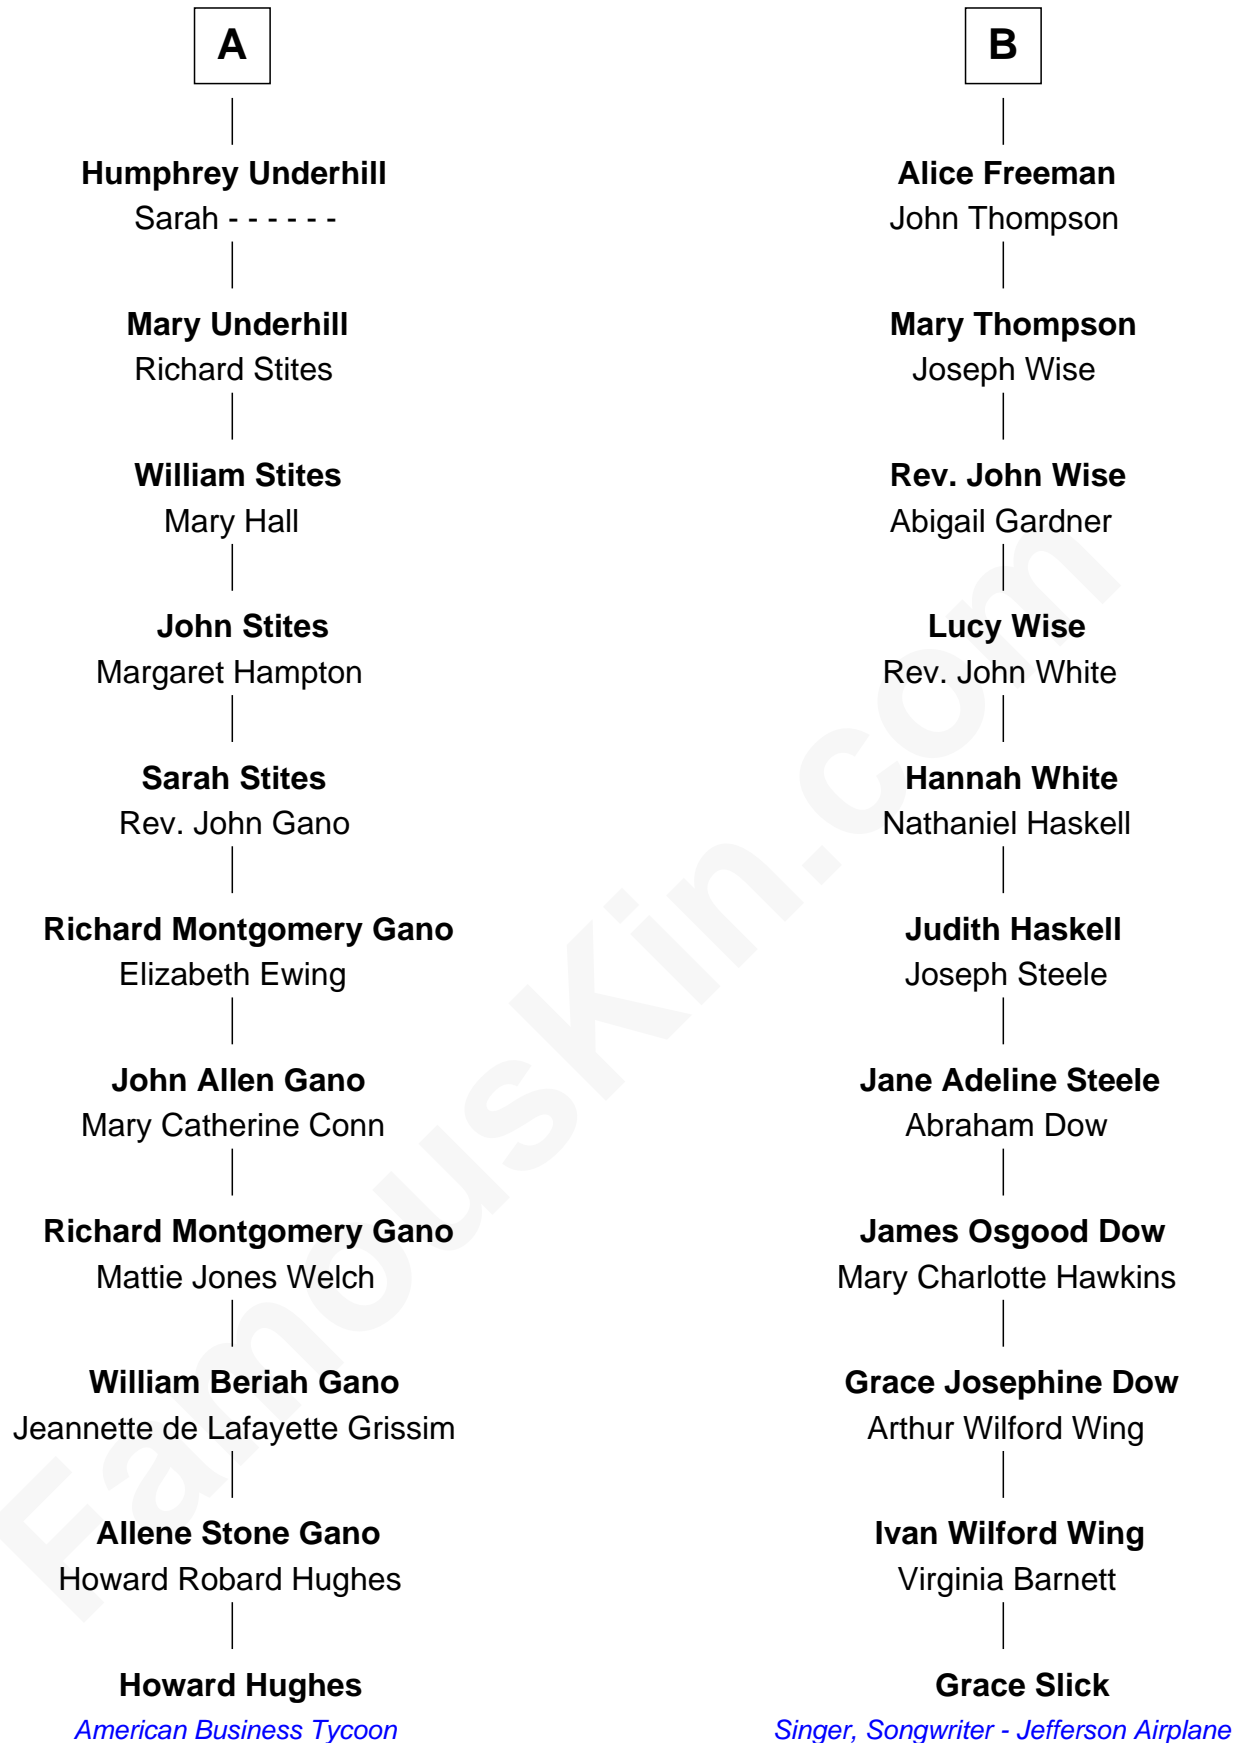 A
Humphrey Underhill
Sarah - - - - - -
Mary Underhill
Richard Stites
William Stites
Mary Hall
John Stites
Margaret Hampton
Sarah Stites
Rev. John Gano
Richard Montgomery Gano
Elizabeth Ewing
John Allen Gano
Mary Catherine Conn
Richard Montgomery Gano
Mattie Jones Welch
William Beriah Gano
Jeannette de Lafayette Grissim
Allene Stone Gano
Howard Robard Hughes
Howard Hughes
American Business Tycoon
B
Alice Freeman
John Thompson
Mary Thompson
Joseph Wise
Rev. John Wise
Abigail Gardner
Lucy Wise
Rev. John White
Hannah White
Nathaniel Haskell
Judith Haskell
Joseph Steele
Jane Adeline Steele
Abraham Dow
James Osgood Dow
Mary Charlotte Hawkins
Grace Josephine Dow
Arthur Wilford Wing
Ivan Wilford Wing
Virginia Barnett
Grace Slick
Singer, Songwriter - Jefferson Airplane
FamousKin.com